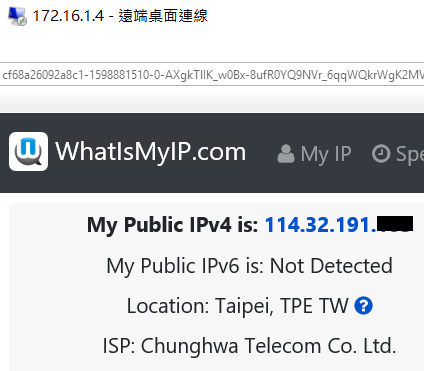 172.16.1.4 - 遠端桌面連線
cf68a26092a8c1-1598881510-0-AXgkTIIK_w0Bx-8ufR0YQ9NVr_6qqWQkrWgK2MV
WhatIsMyIP.com My IP Spe
My Public IPv4 is: 114.32.191.
My Public IPv6 is: Not Detected
Location: Taipei, TPE TW ?
ISP: Chunghwa Telecom Co. Ltd.